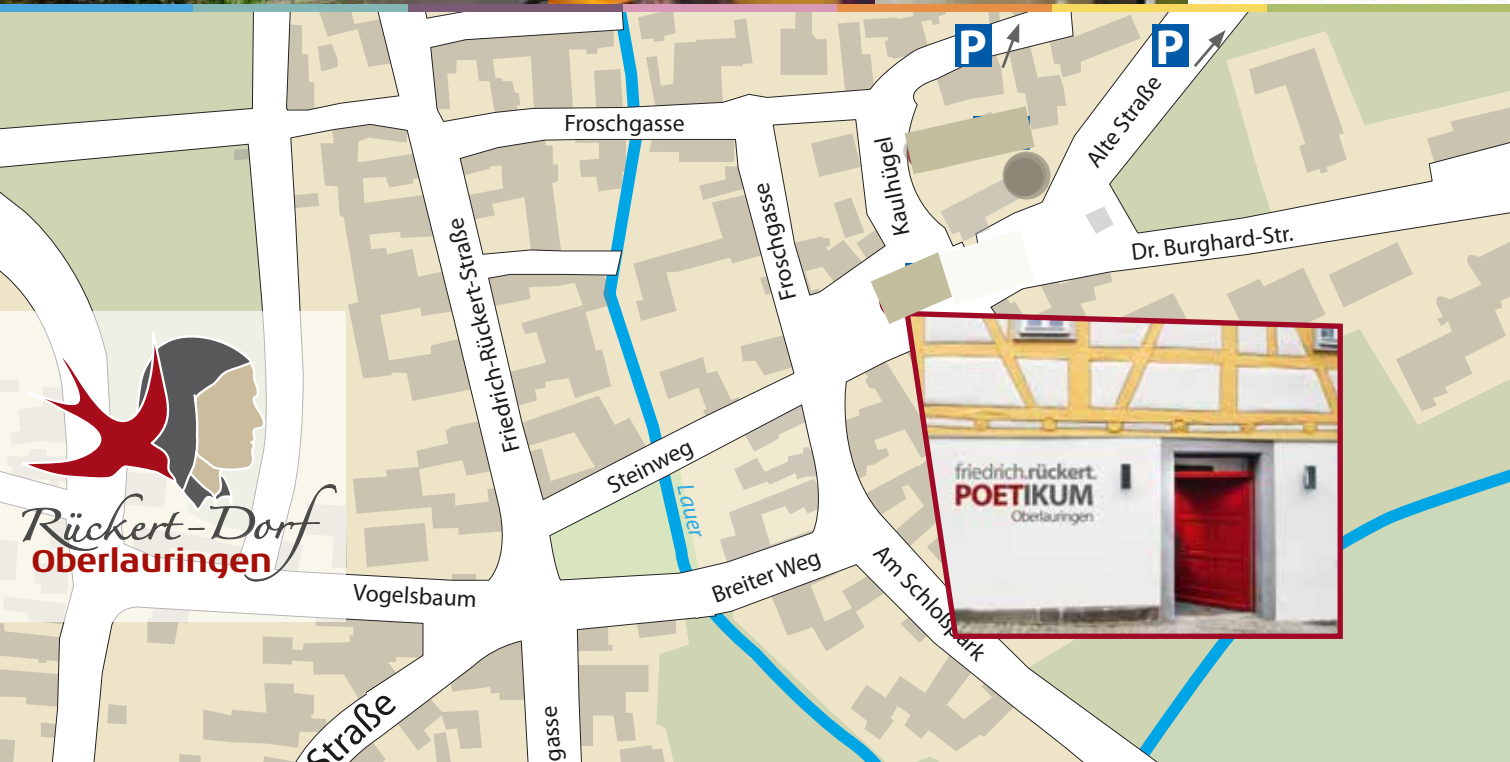 P
P
Froschgasse
Alte Straße
Kaulhügel
Froschgasse
Friedrich-Rückert-Straße
Dr. Burghard-Str.
Steinweg
Lauer
friedrich.rückert.
POETIKUM
Oberlauringen
Rückert-Dorf
Oberlauringen
Vogelsbaum
Breiter Weg
Am Schloßpark
Straße
gasse